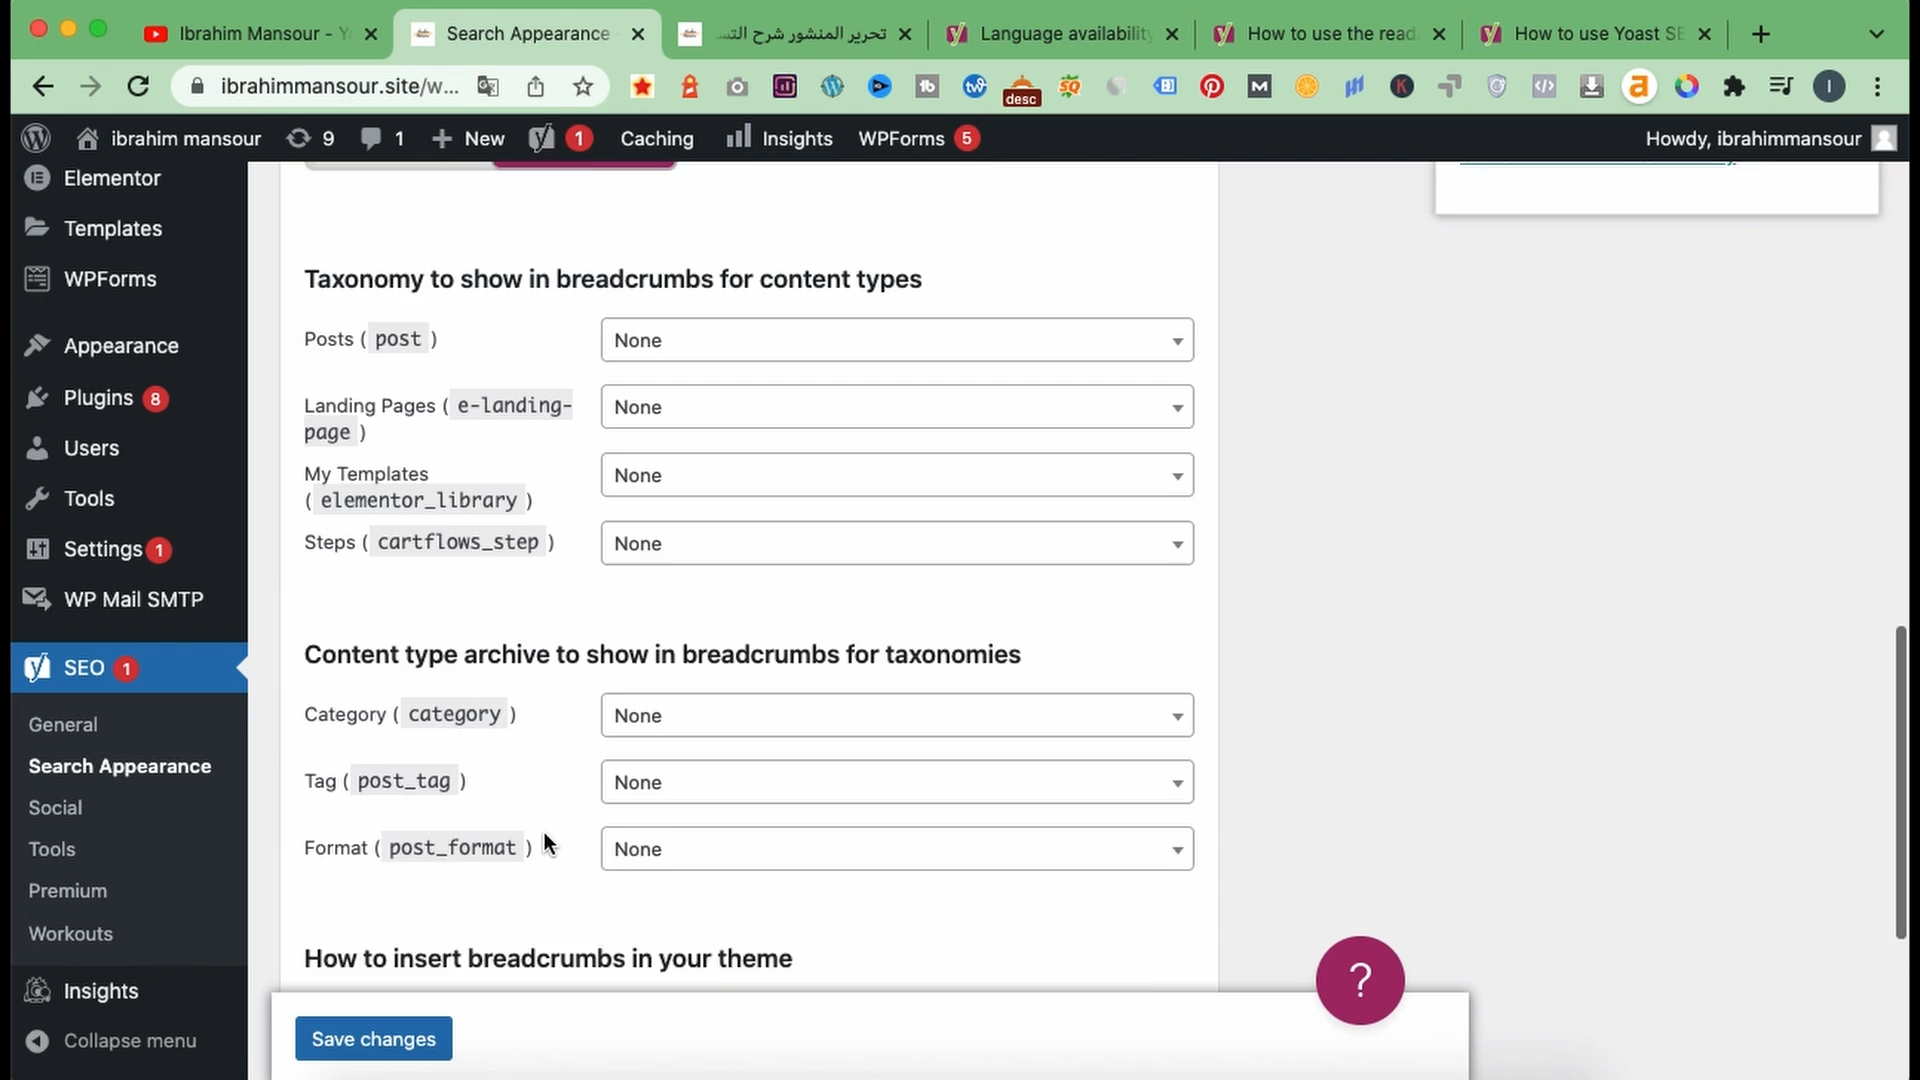 Ibrahim Mansour - Y
Search Appearance
تحرير المنشور شرح التس
Language availability
How to use the read
How to use Yoast SE
ibrahimmansour.site/w...
desc
ibrahim mansour
9
1
New
1
Caching
Insights
WPForms
5
Howdy, ibrahimmansour
Elementor
Templates
WPForms
Appearance
Plugins 8
Users
Tools
Settings 1
WP Mail SMTP
SEO 1
General
Search Appearance
Social
Tools
Premium
Workouts
Insights
Collapse menu
Taxonomy to show in breadcrumbs for content types
Posts ( post )
None
Landing Pages ( e-landing-
page )
None
My Templates
( elementor_library )
None
Steps ( cartflows_step )
None
Content type archive to show in breadcrumbs for taxonomies
Category ( category )
None
Tag ( post_tag )
None
Format ( post_format )
None
How to insert breadcrumbs in your theme
Save changes
?